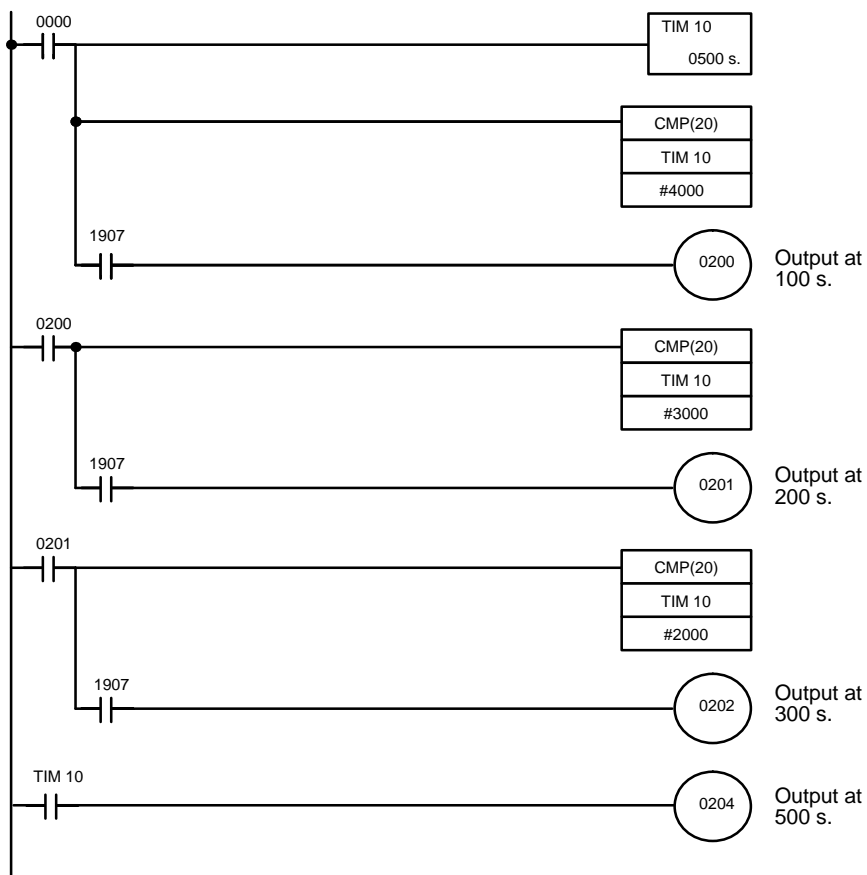 0000
TIM 10
0500 s.
CMP(20)
TIM 10
#4000
1907
0200
Output at
100 s.
0200
CMP(20)
TIM 10
#3000
1907
0201
Output at
200 s.
0201
CMP(20)
TIM 10
#2000
1907
0202
Output at
300 s.
TIM 10
0204
Output at
500 s.